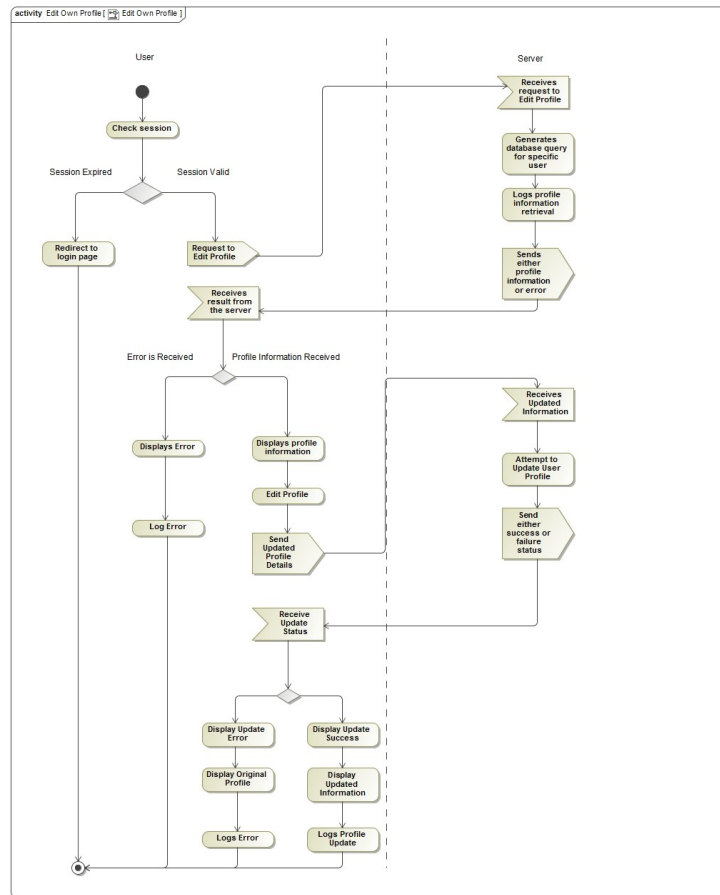 activity Edit Own Profile [ Edit Own Profile ]
User
Server
Receives
request to
Edit Profile
Check session
Generates
database query
for specific
user
Session Expired
Session Valid
Logs profile
information
retrieval
Redirect to
login page
Request to
Edit Profile
Sends
either
profile
information
or error
Receives
result from
the server
Error is Received
Profile Information Received
Receives
Updated
Information
Displays Error
Displays profile
information
Attempt to
Update User
Profile
Edit Profile
Log Error
Send
Updated
Profile
Details
Send
either
success or
failure
status
Receive
Update
Status
Display Update
Error
Display Update
Success
Display Original
Profile
Display
Updated
Information
Logs Error
Logs Profile
Update